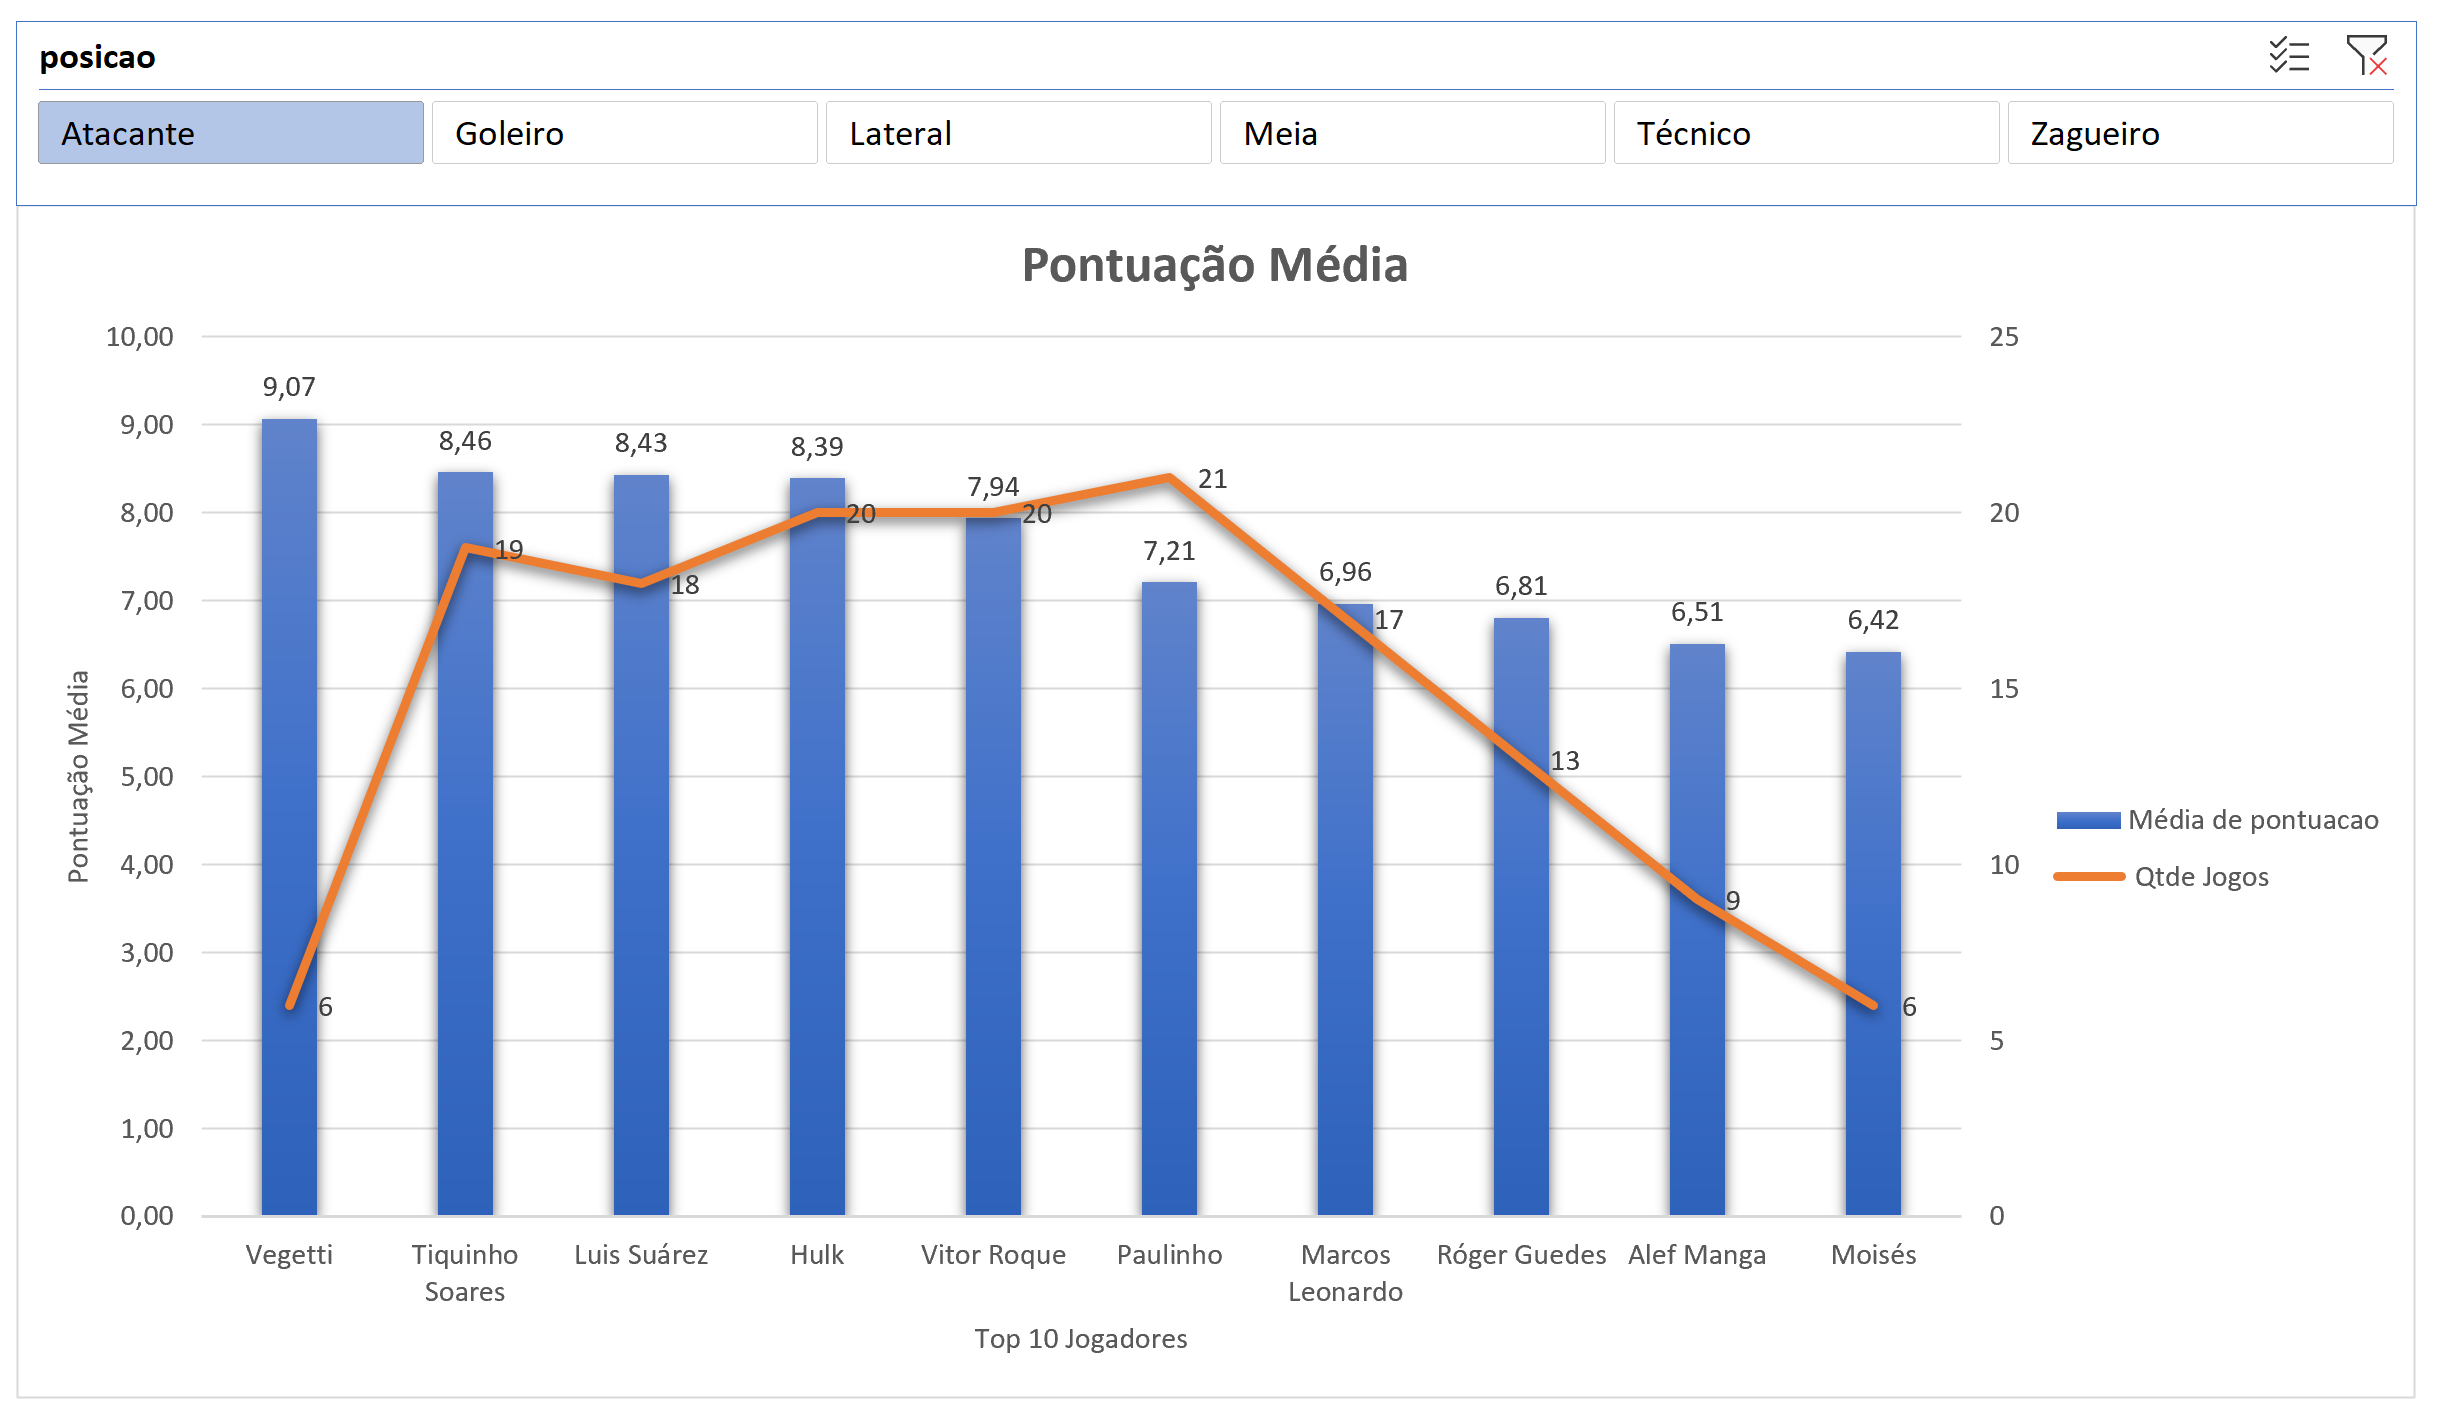 posicao
Atacante
Goleiro
Lateral
Meia
Técnico
Zagueiro
Pontuação Média
10,00
9,00
8,00
7,00
6,00
5,00
4,00
3,00
2,00
1,00
0,00
Pontuação Média
25
20
15
10
5
0
9,07
8,46
8,43
8,39
7,94
7,21
6,96
6,81
6,51
6,42
6
19
18
20
20
21
17
13
9
6
Média de pontuacao
Qtde Jogos
Vegetti
Tiquinho
Soares
Luis Suárez
Hulk
Vitor Roque
Paulinho
Marcos
Leonardo
Róger Guedes
Alef Manga
Moisés
Top 10 Jogadores